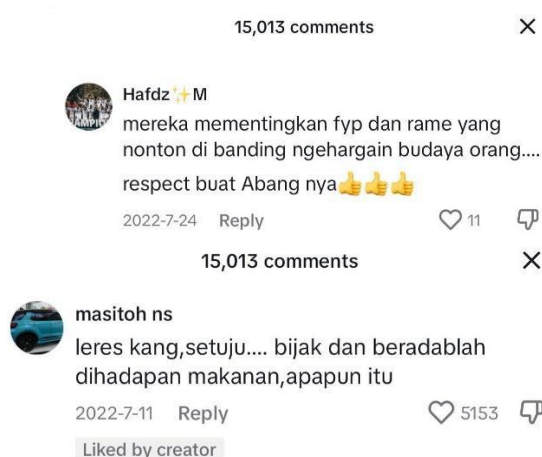 15,013 comments
Hafdz✨M
mereka mementingkan fyp dan rame yang
nonton di banding ngehargain budaya orang....
respect buat Abang nya👍👍👍
2022-7-24 Reply 11
15,013 comments
masitoh ns
leres kang,setuju.... bijak dan beradablah
dihadapan makanan,apapun itu
2022-7-11 Reply 5153
Liked by creator